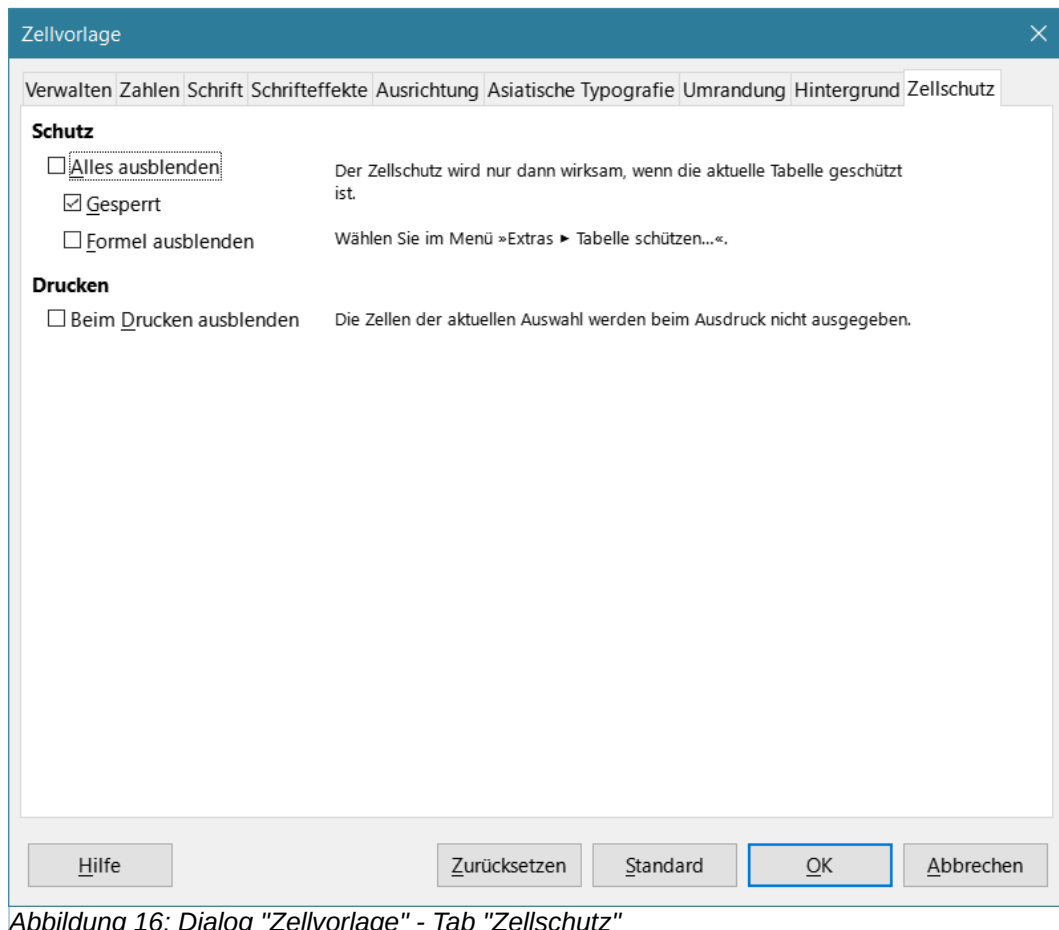 Zellvorlage
Verwalten Zahlen Schrift Schrifteffekte Ausrichtung Asiatische Typografie Umrandung Hintergrund Zellschutz
Schutz
Alles ausblenden
Der Zellschutz wird nur dann wirksam, wenn die aktuelle Tabelle geschützt
ist.
Gesperrt
Formel ausblenden
Wählen Sie im Menü »Extras ► Tabelle schützen...«.
Drucken
Beim Drucken ausblenden
Die Zellen der aktuellen Auswahl werden beim Ausdruck nicht ausgegeben.
Hilfe Zurücksetzen Standard OK Abbrechen
Abbildung 16: Dialog "Zellvorlage" - Tab "Zellschutz"